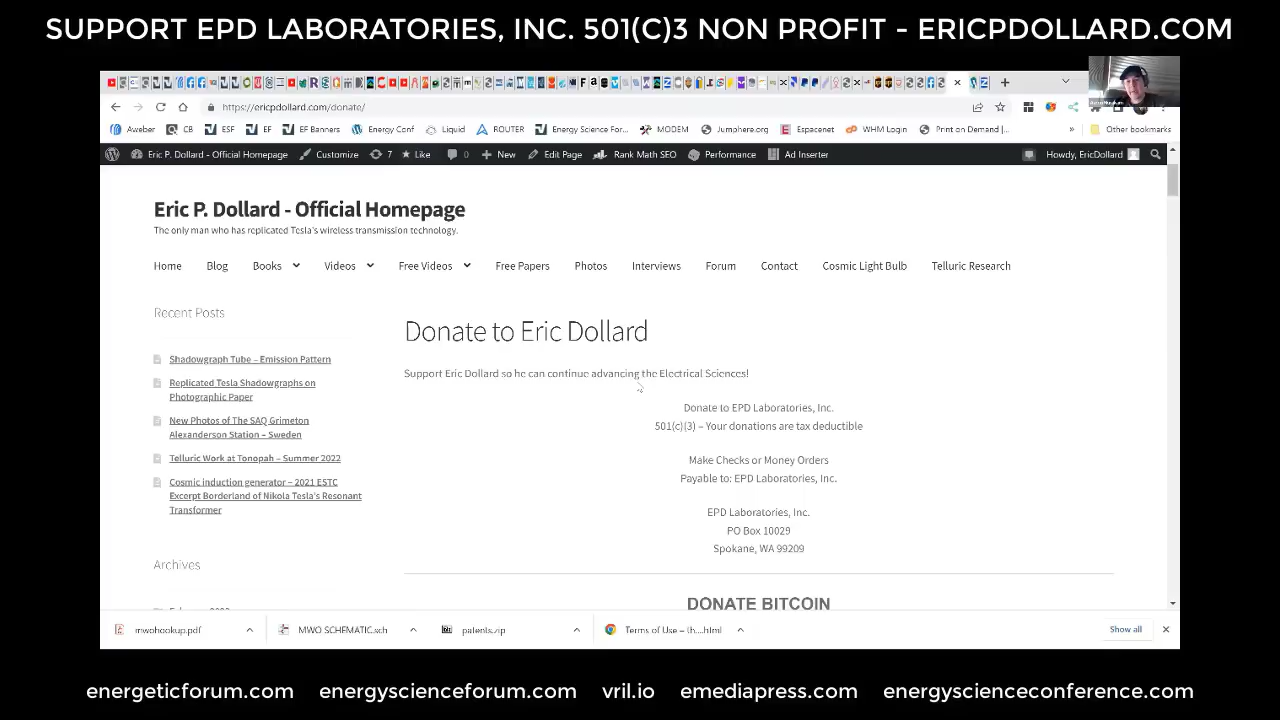 SUPPORT EPD LABORATORIES, INC. 501(C)3 NON PROFIT - ERICPDOLLARD.COM
https://ericpdollard.com/donate/
Aweber CB ESF EF EF Banners Energy Conf Liquid ROUTER Energy Science For... MODEM Jumphere.org Espacenet WHM Login Print on Demand |... » Other bookmarks
Eric P. Dollard - Official Homepage Customize 7 Like 0 New Edit Page Rank Math SEO Performance Ad Inserter Howdy, EricDollard
Eric P. Dollard - Official Homepage
The only man who has replicated Tesla's wireless transmission technology.
Home Blog Books Videos Free Videos Free Papers Photos Interviews Forum Contact Cosmic Light Bulb Telluric Research
Recent Posts
Shadowgraph Tube – Emission Pattern
Replicated Tesla Shadowgraphs on
Photographic Paper
New Photos of The SAQ Grimeton
Alexanderson Station – Sweden
Telluric Work at Tonopah – Summer 2022
Cosmic induction generator – 2021 ESTC
Excerpt Borderland of Nikola Tesla's Resonant
Transformer
Archives
Donate to Eric Dollard
Support Eric Dollard so he can continue advancing the Electrical Sciences!
Donate to EPD Laboratories, Inc.
501(c)(3) – Your donations are tax deductible
Make Checks or Money Orders
Payable to: EPD Laboratories, Inc.
EPD Laboratories, Inc.
PO Box 10029
Spokane, WA 99209
DONATE BITCOIN
mwohookup.pdf MWO SCHEMATIC.sch patents.zip Terms of Use – (h....html Show all
energeticforum.com energyscienceforum.com vril.io emediapress.com energyscienceconference.com